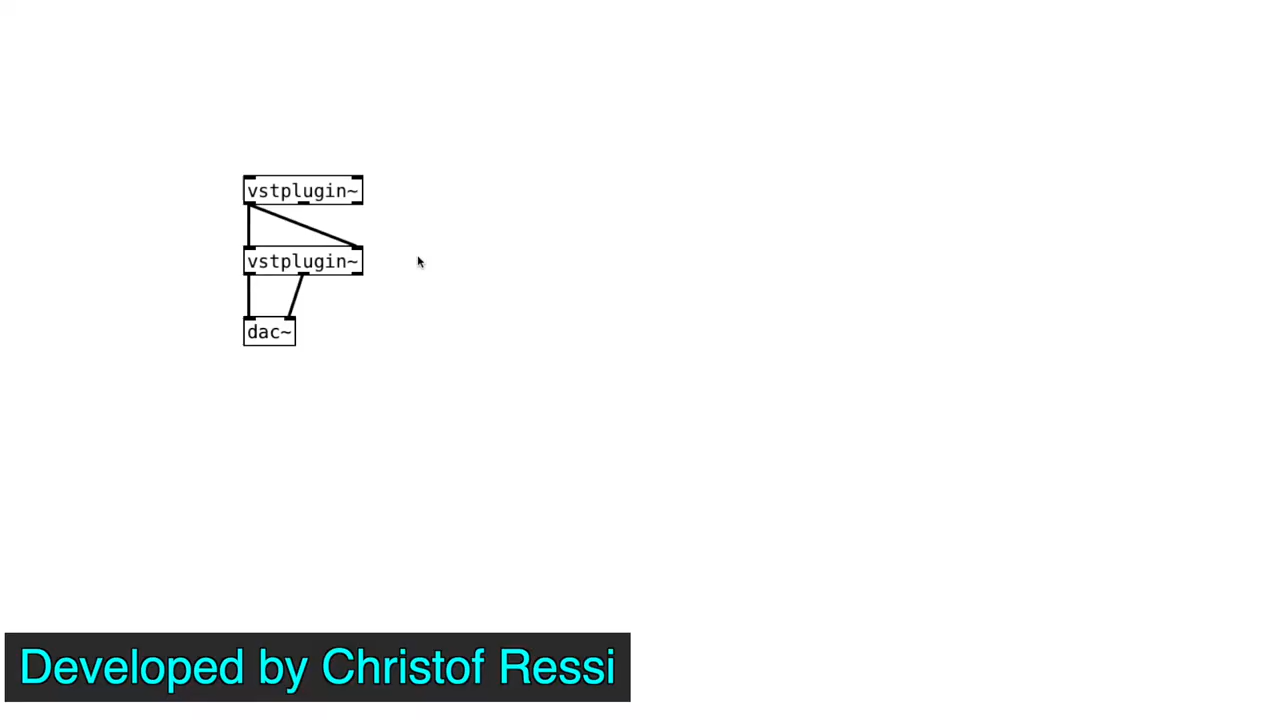 vstplugin~
vstplugin~
dac~
Developed by Christof Ressi